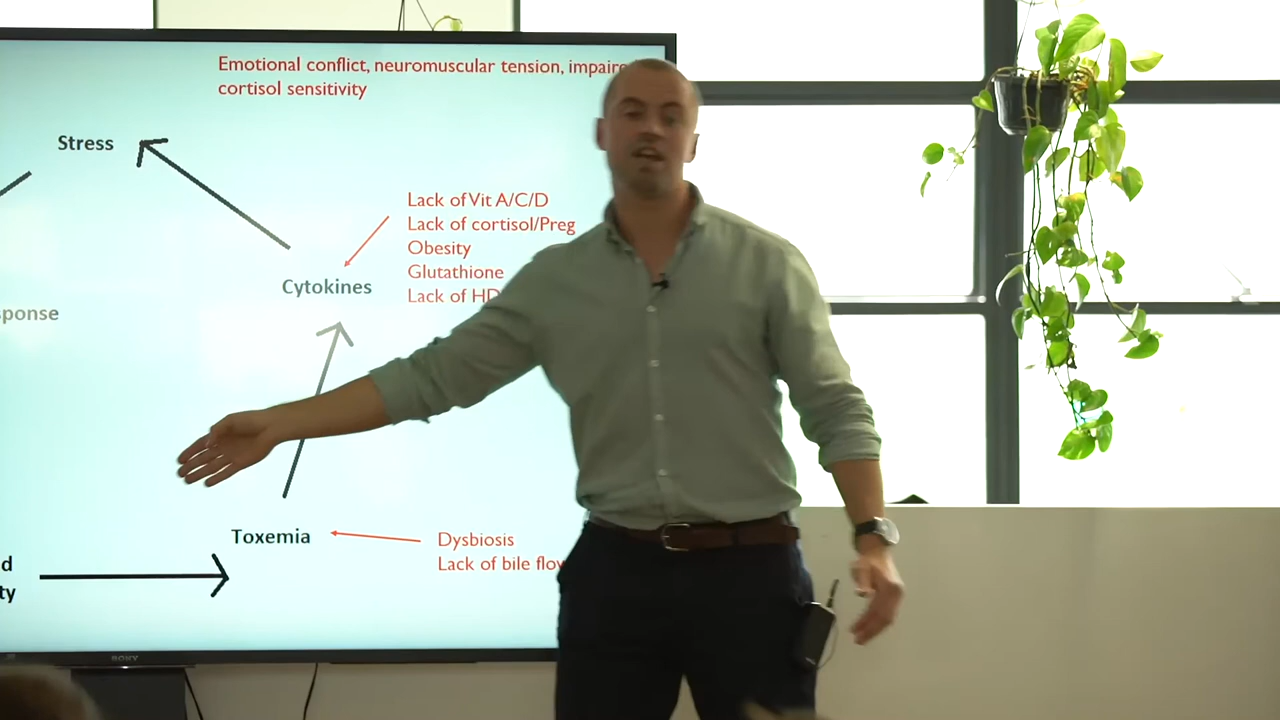 Emotional conflict, neuromuscular tension, impaire
cortisol sensitivity
Stress
Lack of Vit A/C/D
Lack of cortisol/Preg
Obesity
Glutathione
Lack of HD
Cytokines
sponse
Toxemia
Dysbiosis
Lack of bile flow
d
ty
SONY